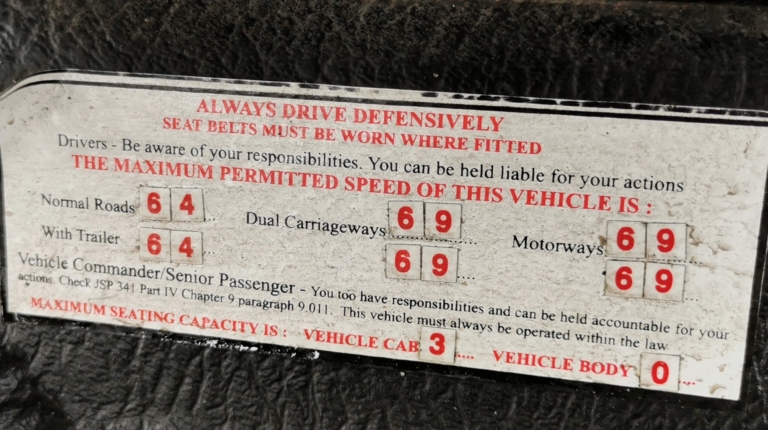 ALWAYS DRIVE DEFENSIVELY
SEAT BELTS MUST BE WORN WHERE FITTED
Drivers - Be aware of your responsibilities. You can be held liable for your actions
THE MAXIMUM PERMITTED SPEED OF THIS VEHICLE IS :
Normal Roads 64 Dual Carriageways 69 Motorways 69
With Trailer 64 69 69
Vehicle Commander/Senior Passenger - You too have responsibilities and can be held accountable for your
actions. Check JSP 341 Part IV Chapter 9 paragraph 9.011. This vehicle must always be operated within the law
MAXIMUM SEATING CAPACITY IS : VEHICLE CAB 3 .... VEHICLE BODY 0 ....